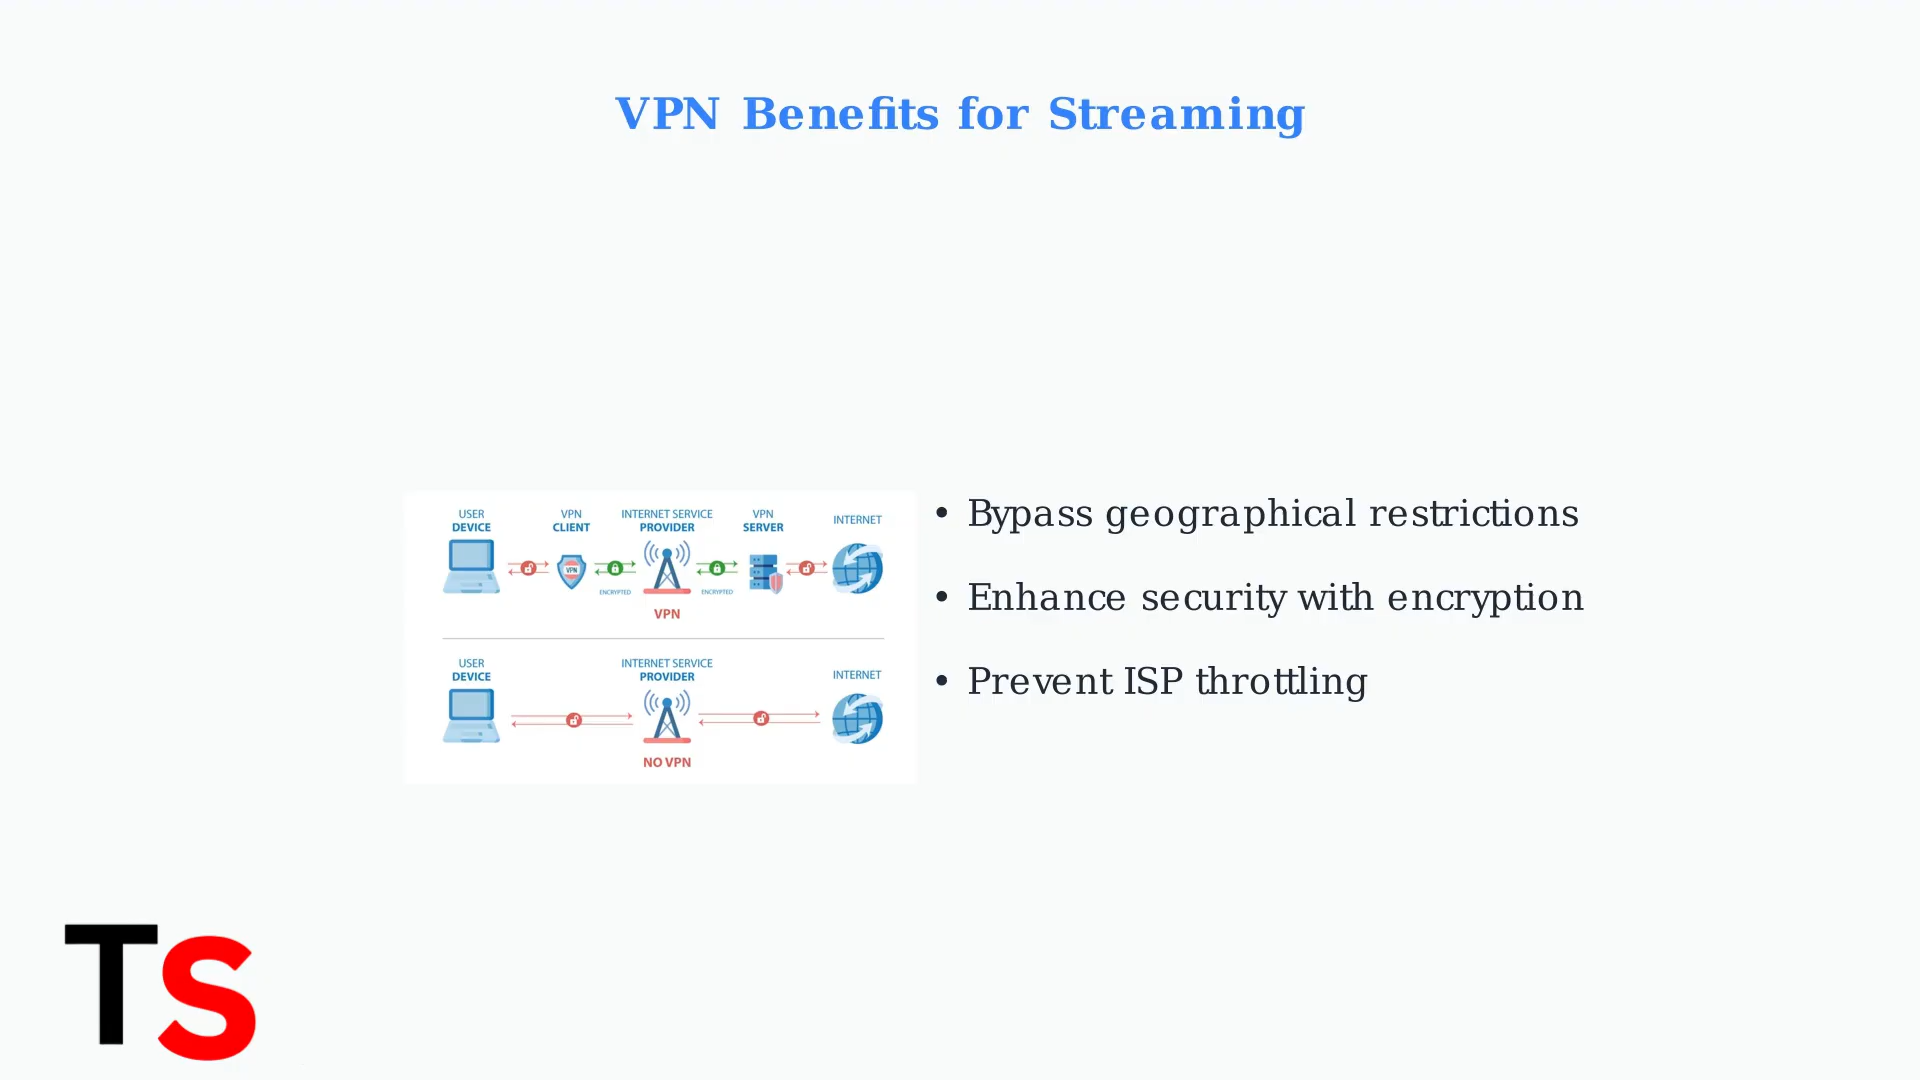 VPN Benefits for Streaming
USER DEVICE
VPN CLIENT
INTERNET SERVICE PROVIDER
VPN SERVER
INTERNET
VPN
ENCRYPTED
ENCRYPTED
VPN
USER DEVICE
INTERNET SERVICE PROVIDER
INTERNET
NO VPN
• Bypass geographical restrictions
• Enhance security with encryption
• Prevent ISP throttling
TS